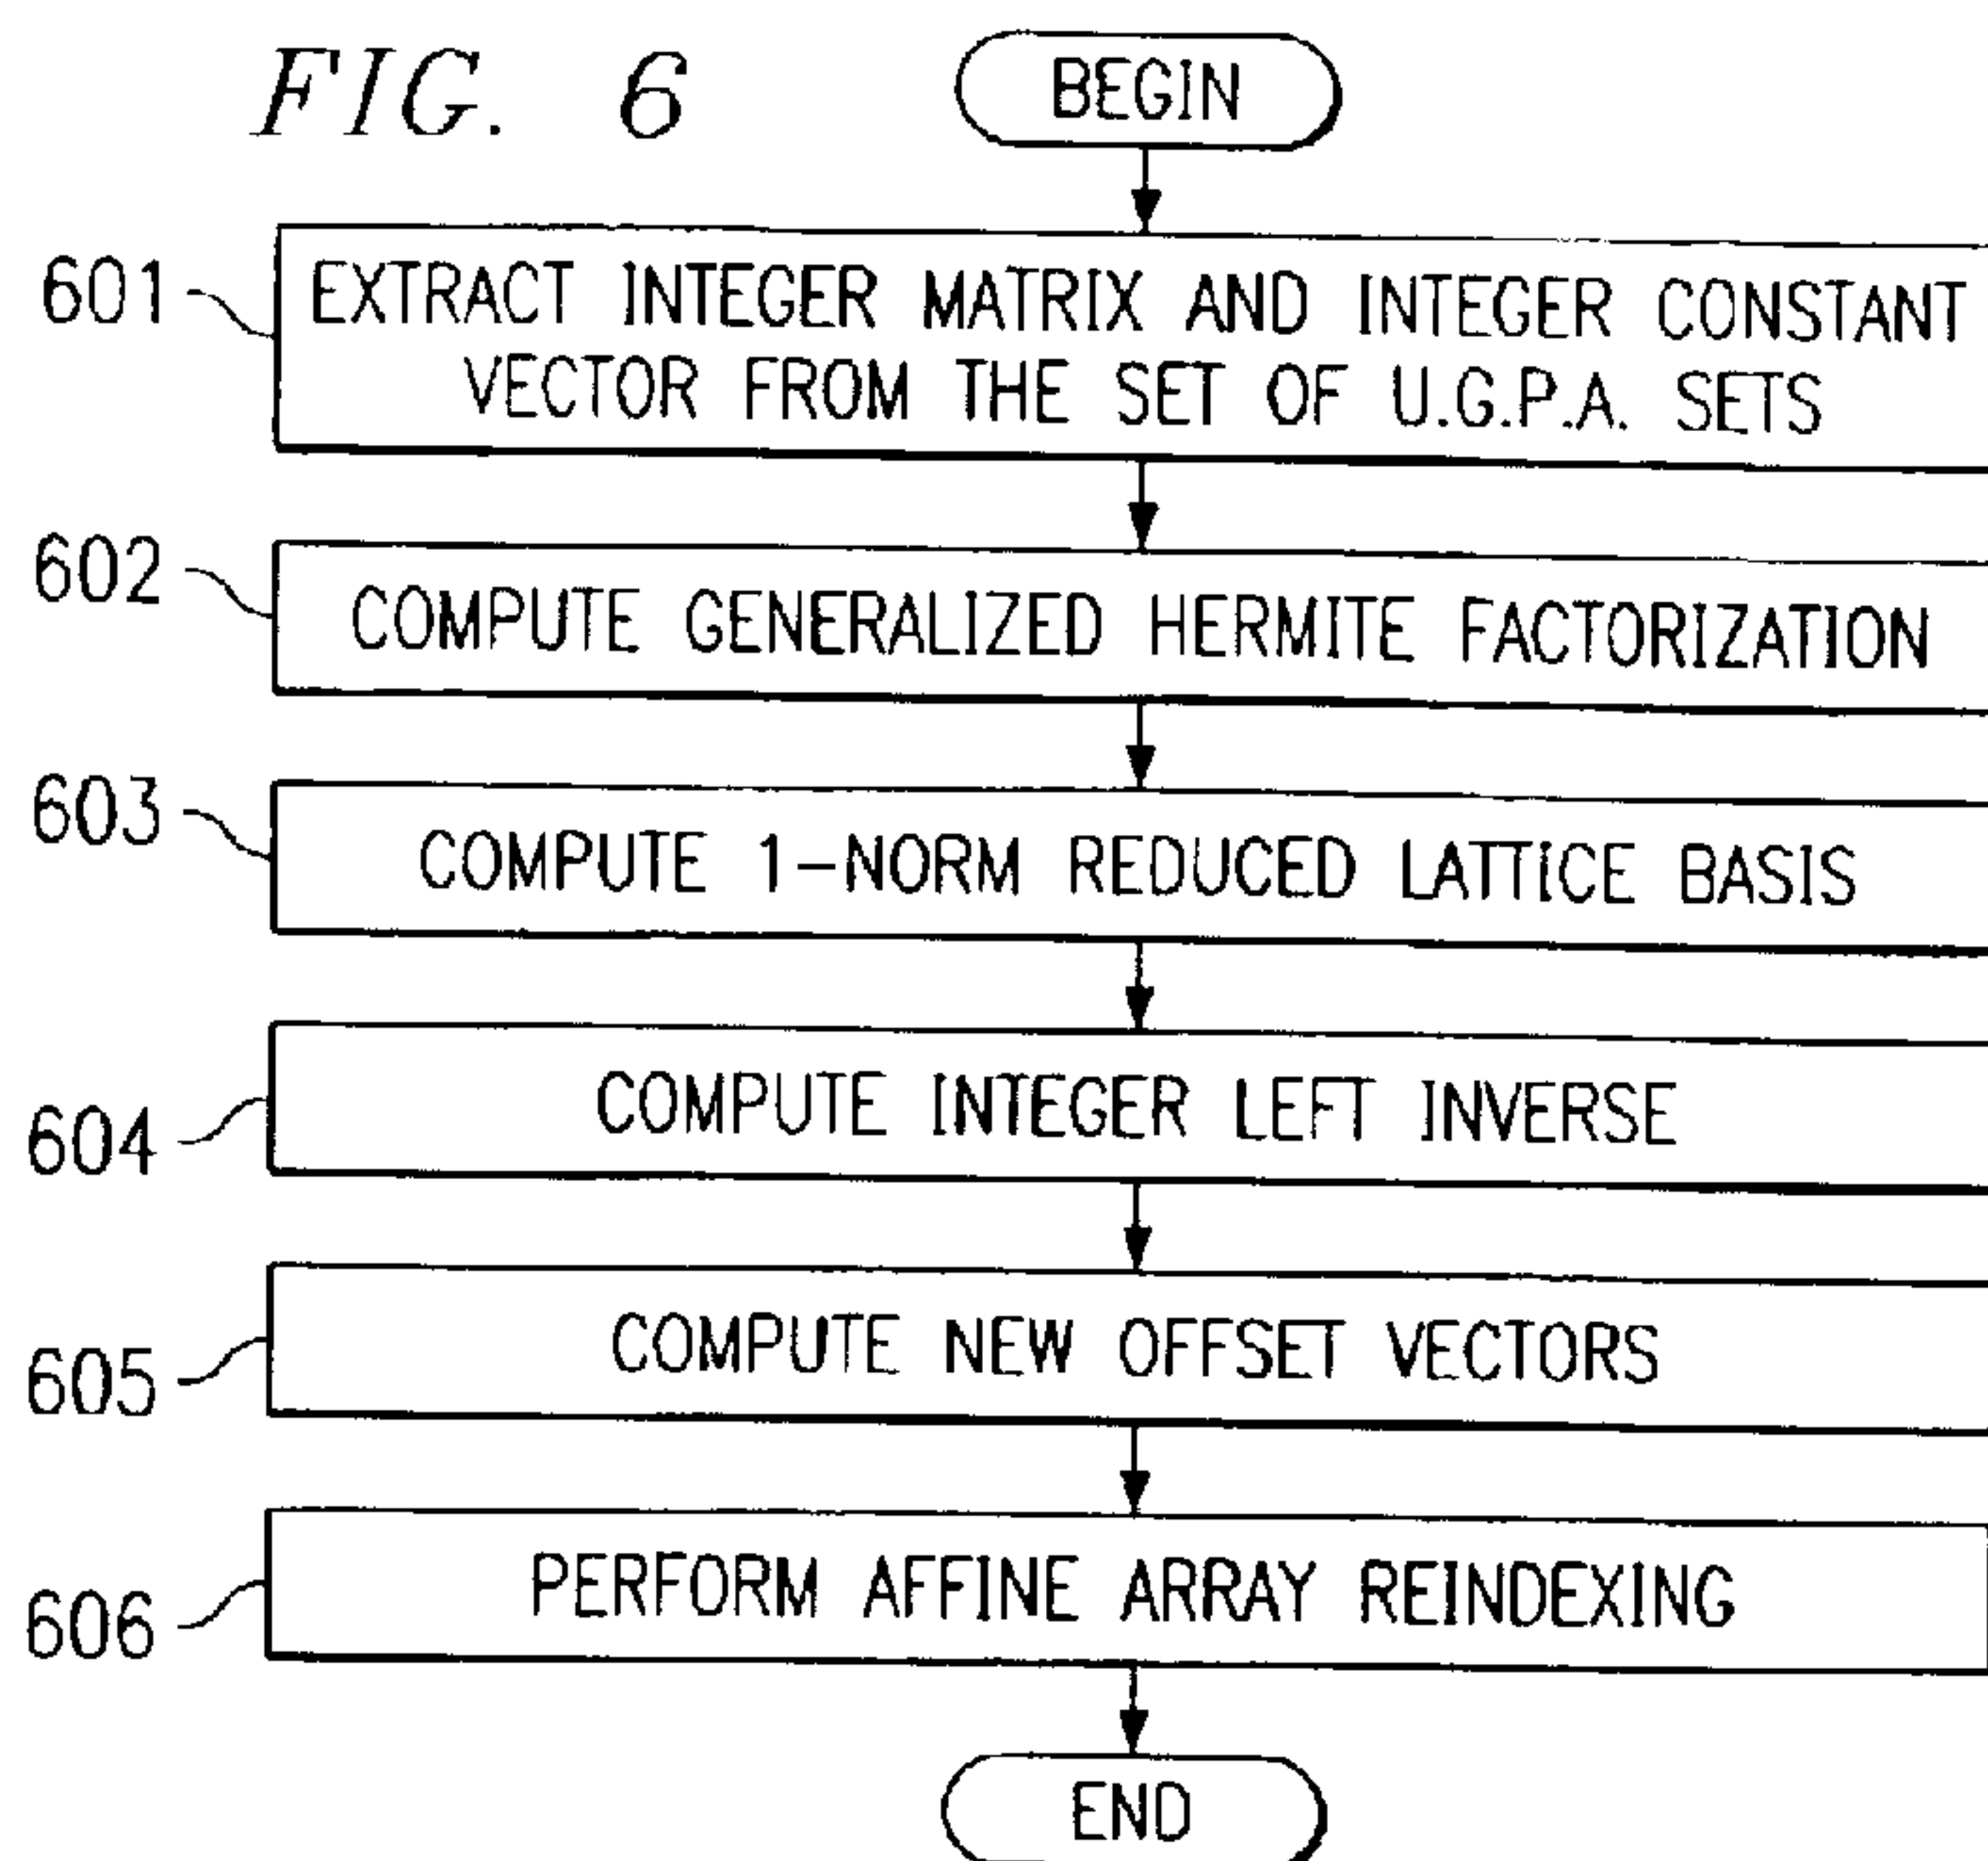 FIG. 6
BEGIN
601
EXTRACT INTEGER MATRIX AND INTEGER CONSTANT
VECTOR FROM THE SET OF U.G.P.A. SETS
602
COMPUTE GENERALIZED HERMITE FACTORIZATION
603
COMPUTE 1-NORM REDUCED LATTICE BASIS
604
COMPUTE INTEGER LEFT INVERSE
605
COMPUTE NEW OFFSET VECTORS
606
PERFORM AFFINE ARRAY REINDEXING
END